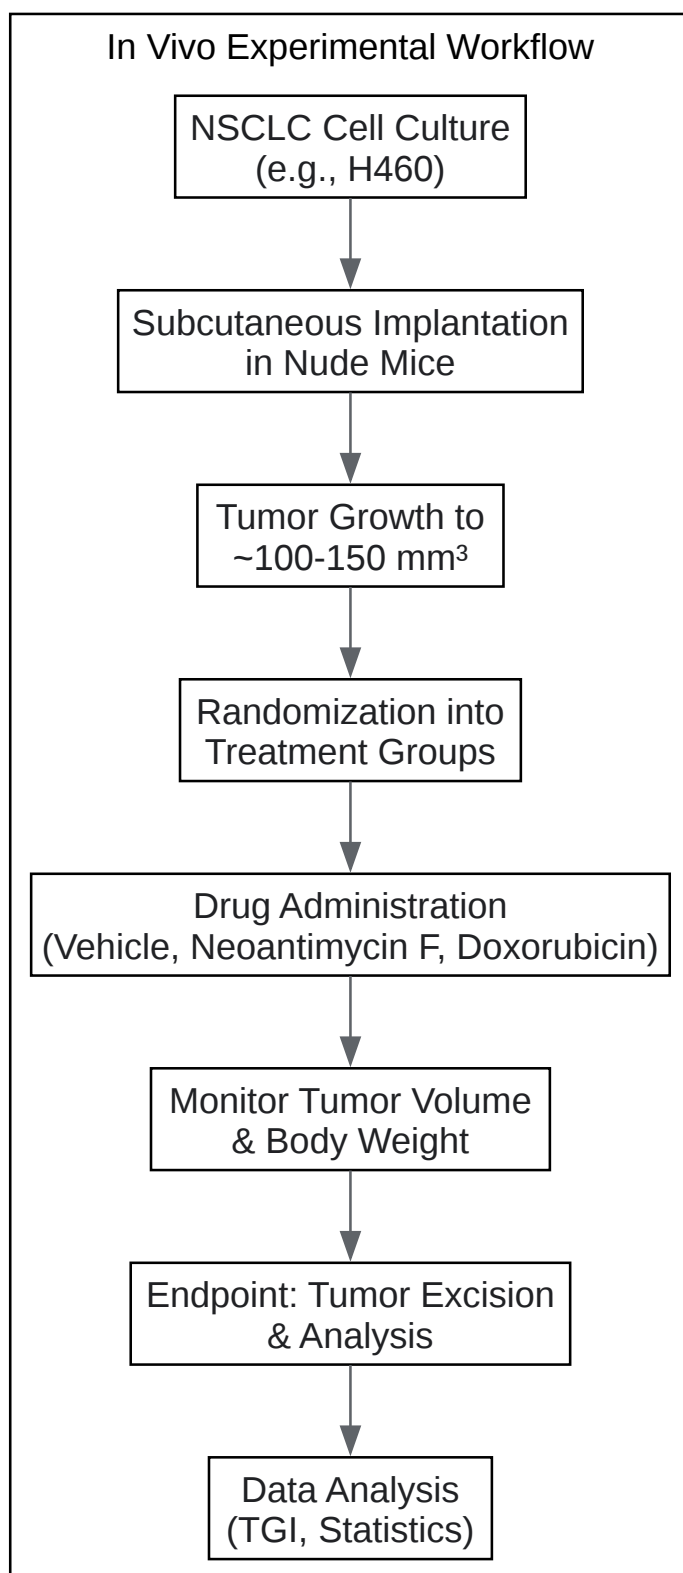 In Vivo Experimental Workflow
NSCLC Cell Culture
(e.g., H460)
Subcutaneous Implantation
in Nude Mice
Tumor Growth to
~100-150 mm³
Randomization into
Treatment Groups
Drug Administration
(Vehicle, Neoantimycin F, Doxorubicin)
Monitor Tumor Volume
& Body Weight
Endpoint: Tumor Excision
& Analysis
Data Analysis
(TGI, Statistics)